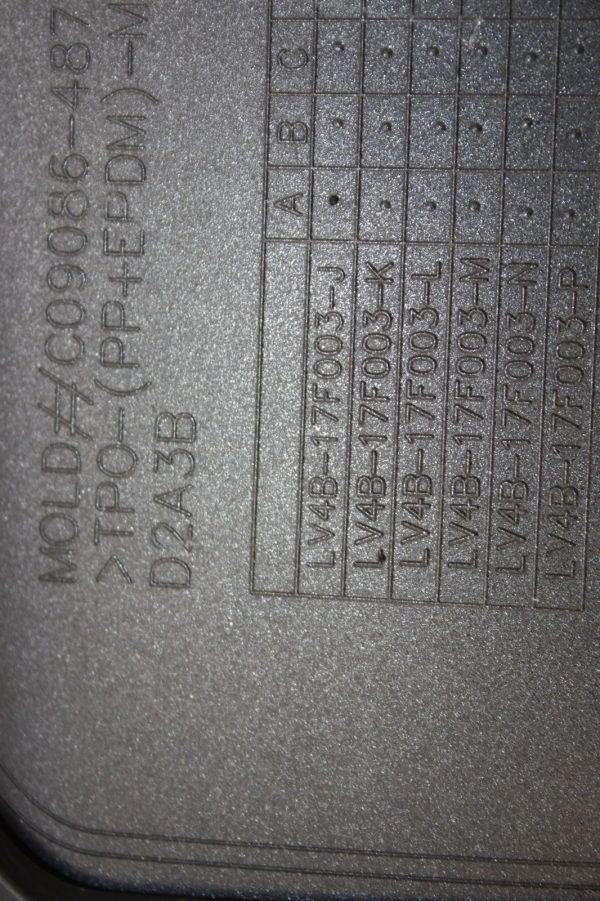 MOLD#C09086-487
>TPO-(PP+EPDM)-M
D2A3B
A B C
LV4B-17F003-J
LV4B-17F003-K
LV4B-17F003-L
LV4B-17F003-M
LV4B-17F003-N
LV4B-17F003-P